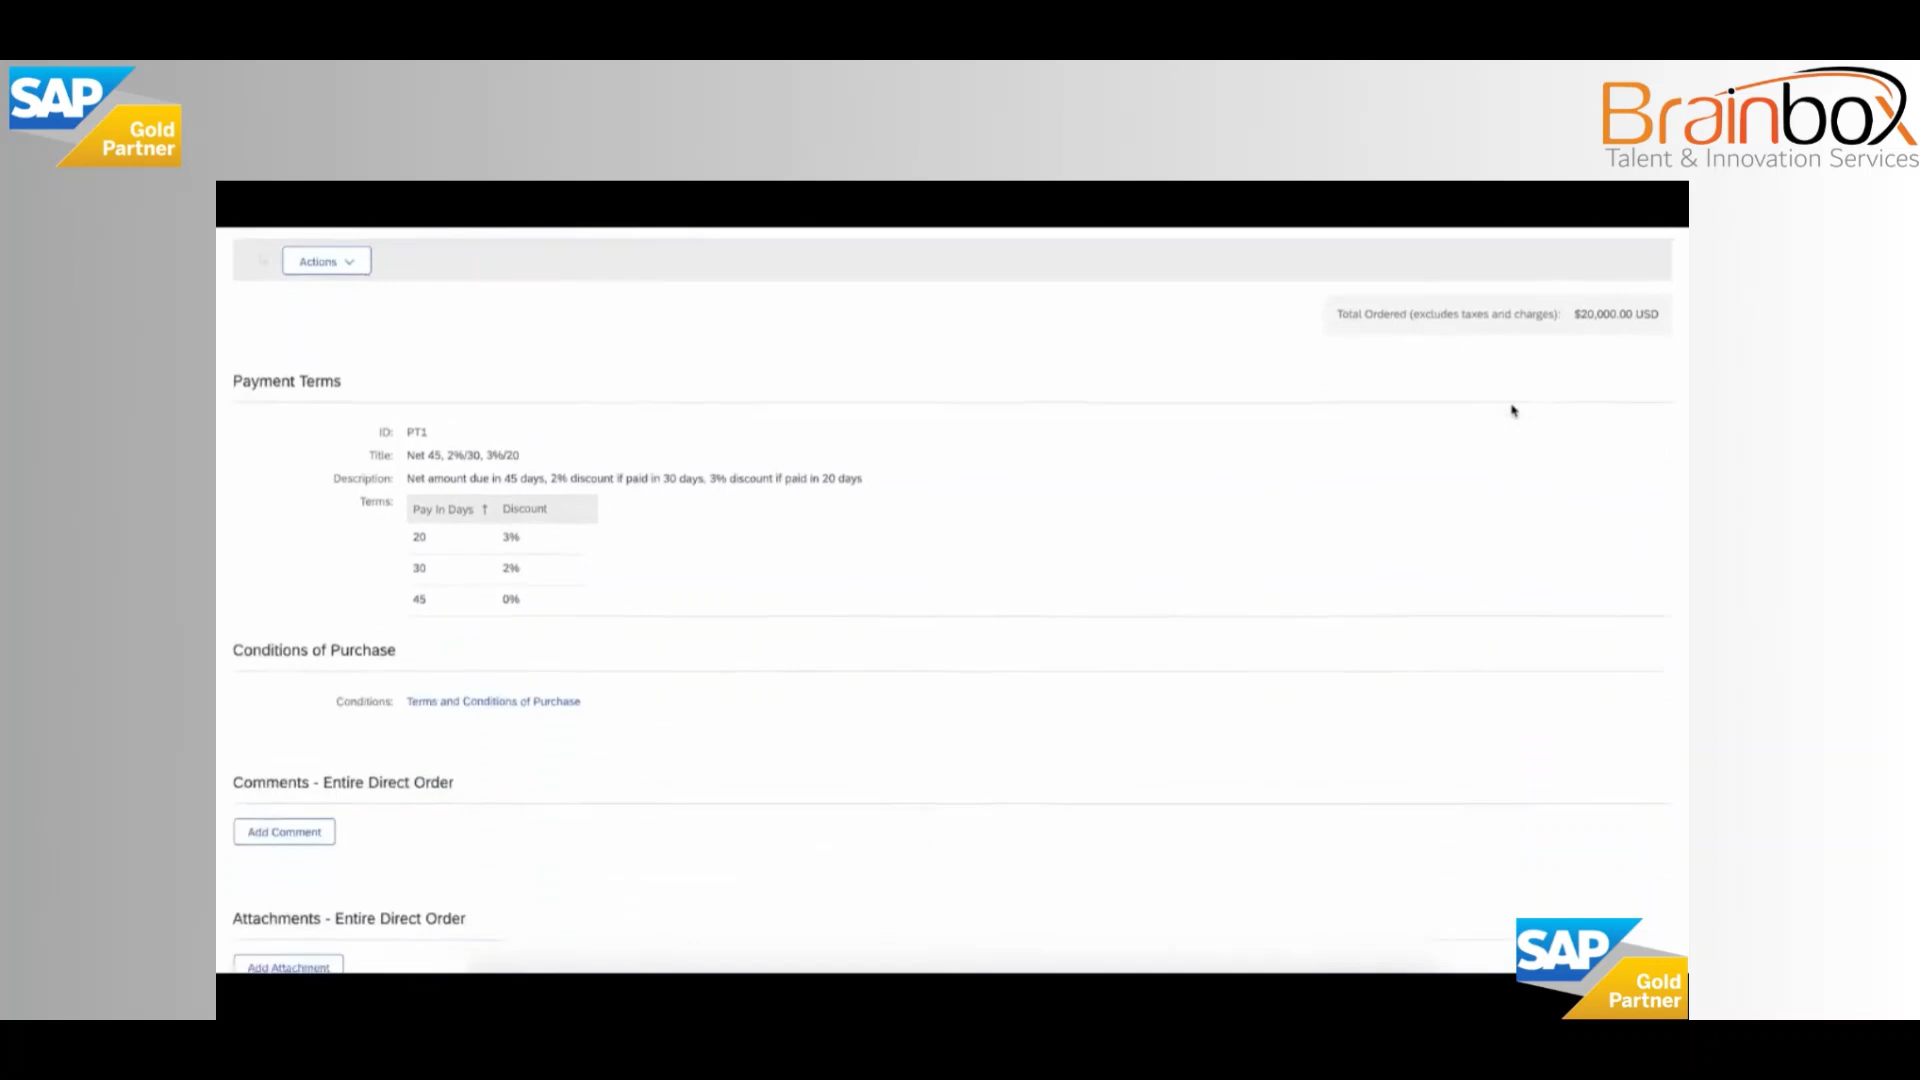 SAP
Gold
Partner
Brainbox
Talent & Innovation Services
Actions
Total Ordered (excludes taxes and charges): $20,000.00 USD
Payment Terms
ID: PT1
Title: Net 45, 2%/30, 3%/20
Description: Net amount due in 45 days, 2% discount if paid in 30 days, 3% discount if paid in 20 days
Terms:
Pay In Days ↑ Discount
20 3%
30 2%
45 0%
Conditions of Purchase
Conditions: Terms and Conditions of Purchase
Comments - Entire Direct Order
Add Comment
Attachments - Entire Direct Order
Add Attachment
SAP
Gold
Partner